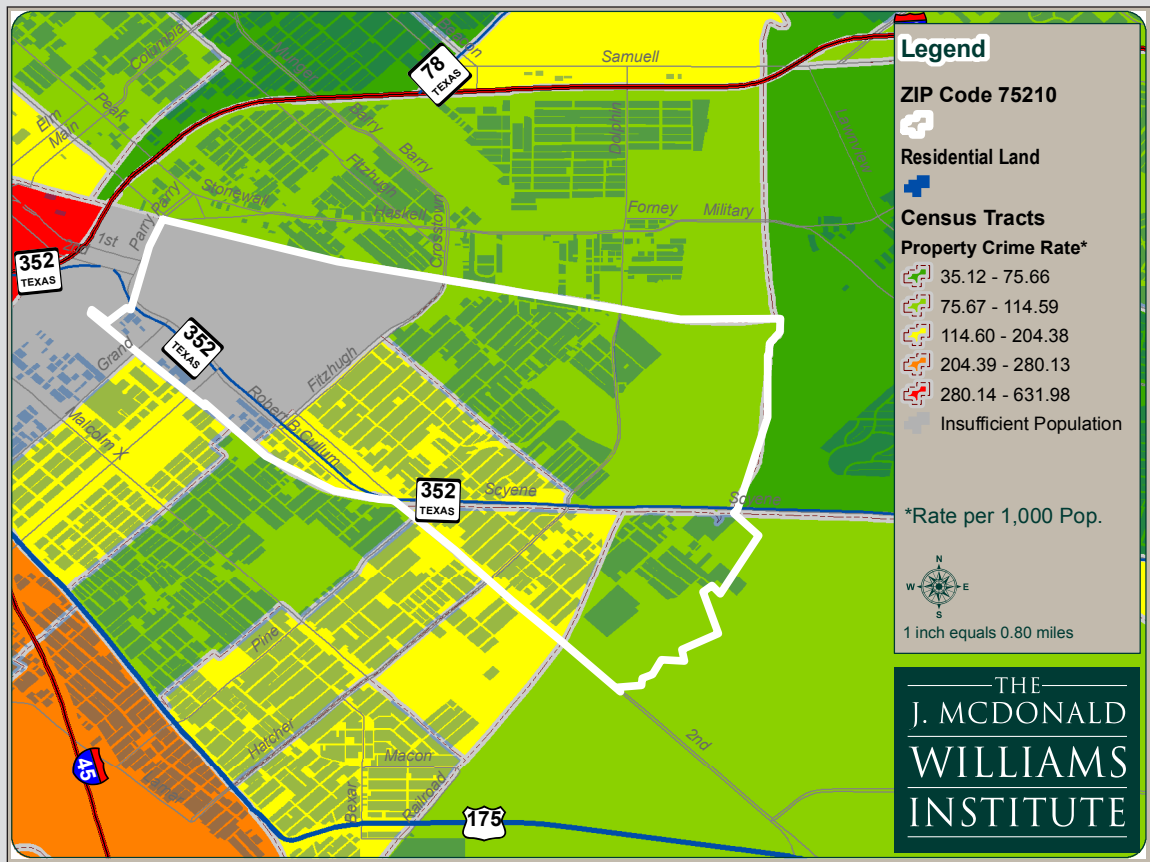 Samuell
Columbia
Munger
78
TEXAS
Peak
Elm
Main
Barry
Barry
Dolphin
Lawnview
Fitzhugh
Stonewall
Haskell
Crosstown
Forney
Military
Parry
Parry
1st
2nd
352
TEXAS
352
TEXAS
Grand
Fitzhugh
Robert B Cullum
Malcolm X
352
TEXAS
Scyene
Scyene
Pine
Hatcher
Macon
Bexar
Railroad
2nd
45
175
Legend
ZIP Code 75210
Residential Land
Census Tracts
Property Crime Rate*
35.12 - 75.66
75.67 - 114.59
114.60 - 204.38
204.39 - 280.13
280.14 - 631.98
Insufficient Population
*Rate per 1,000 Pop.
N
W
E
S
1 inch equals 0.80 miles
THE
J. MCDONALD
WILLIAMS
INSTITUTE